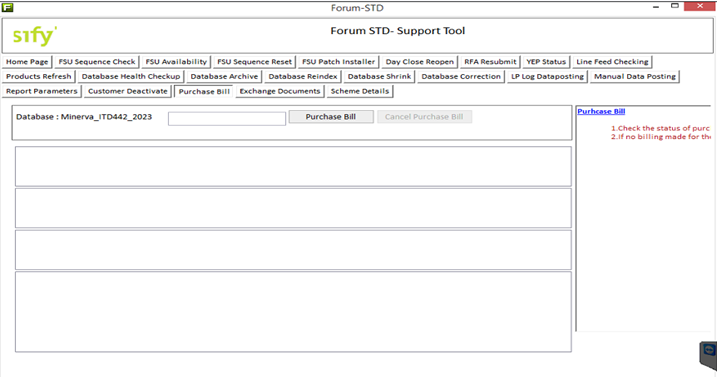 Forum-STD
sify
Forum STD- Support Tool
Home Page FSU Sequence Check FSU Availability FSU Sequence Reset FSU Patch Installer Day Close Reopen RFA Resubmit YEP Status Line Feed Checking
Products Refresh Database Health Checkup Database Archive Database Reindex Database Shrink Database Correction LP Log Dataposting Manual Data Posting
Report Parameters Customer Deactivate Purchase Bill Exchange Documents Scheme Details
Database : Minerva_ITD442_2023 Purchase Bill Cancel Purchase Bill
Purhcase Bill
1.Check the status of purc
2.If no billing made for the